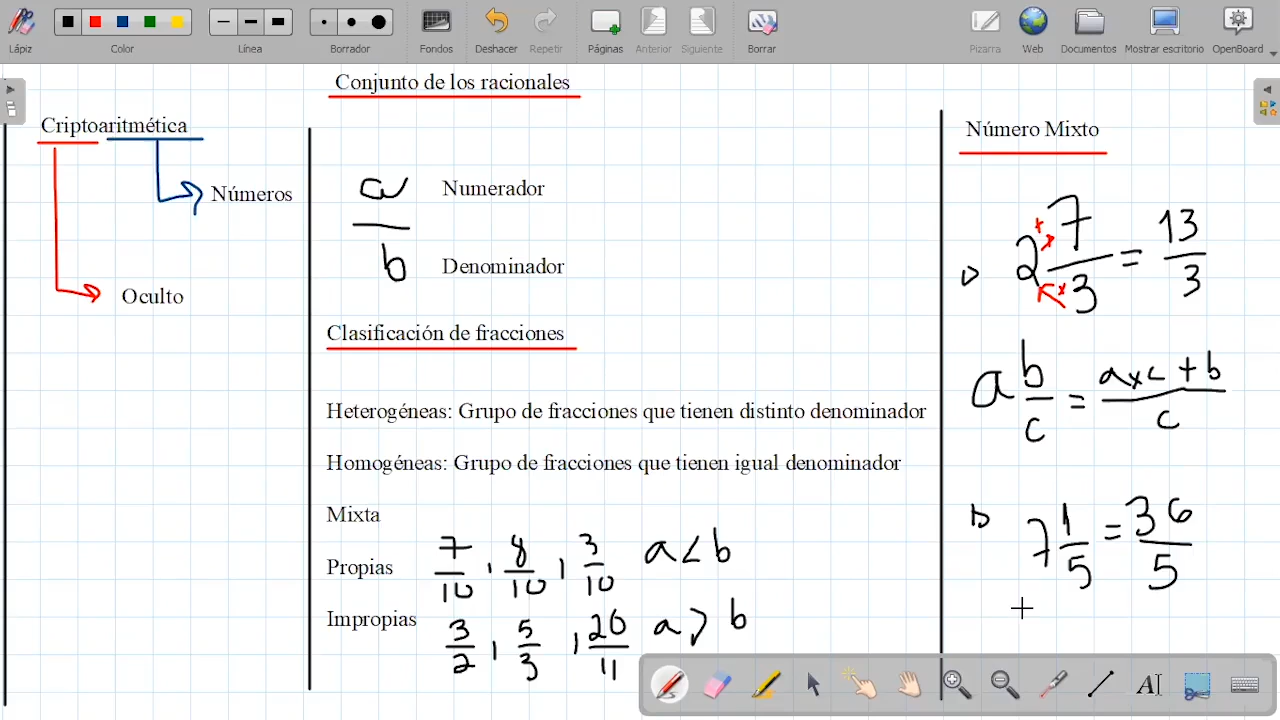 Lápiz
Color
Línea
Borrador
Fondos
Deshacer
Repetir
Páginas
Anterior
Siguiente
Borrar
Pizarra
Web
Documentos
Mostrar escritorio
OpenBoard
Conjunto de los racionales
Criptoaritmética
Números
Oculto
a Numerador
b Denominador
Clasificación de fracciones
Heterogéneas: Grupo de fracciones que tienen distinto denominador
Homogéneas: Grupo de fracciones que tienen igual denominador
Mixta
Propias 7/10, 8/10, 3/10 a < b
Impropias 3/2, 5/3, 20/11 a > b
Número Mixto
2 7/3 = 13/3
a b/c = a×c + b/c
7 1/5 = 36/5